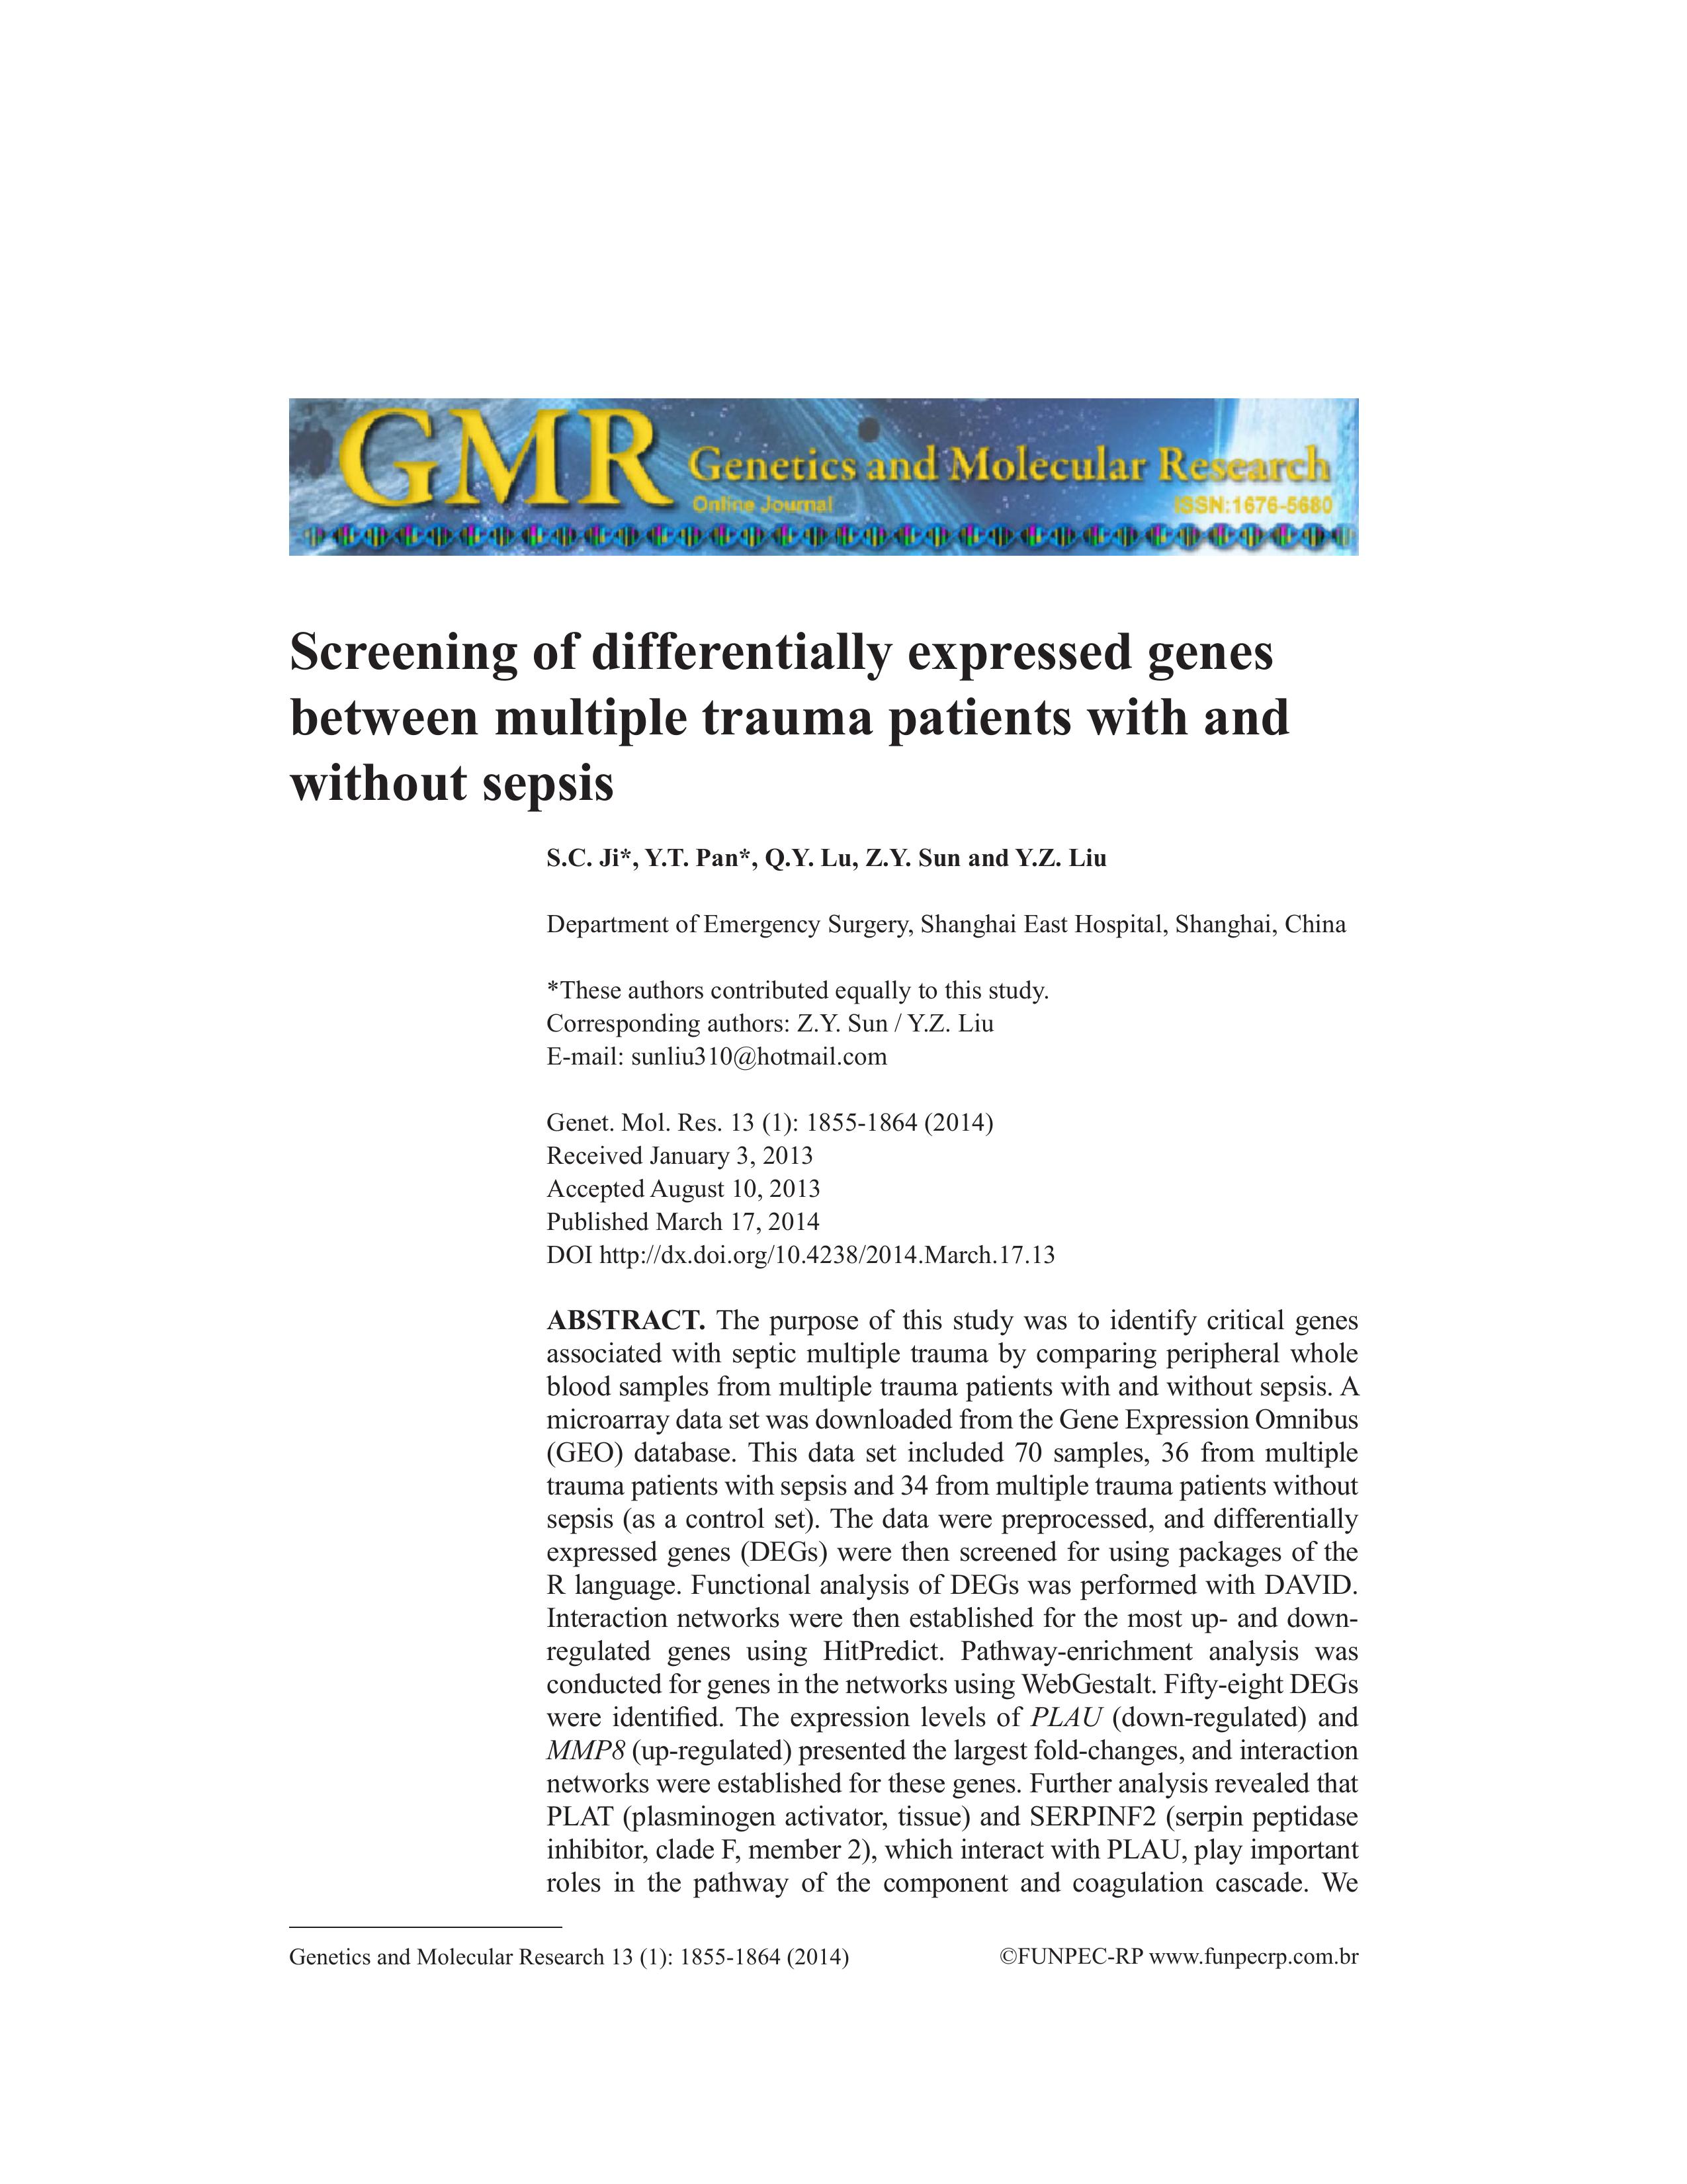 GMR Genetics and Molecular Research
Online Journal ISSN:1676-5680
Screening of differentially expressed genes
between multiple trauma patients with and
without sepsis
S.C. Ji*, Y.T. Pan*, Q.Y. Lu, Z.Y. Sun and Y.Z. Liu
Department of Emergency Surgery, Shanghai East Hospital, Shanghai, China
*These authors contributed equally to this study.
Corresponding authors: Z.Y. Sun / Y.Z. Liu
E-mail: sunliu310@hotmail.com
Genet. Mol. Res. 13 (1): 1855-1864 (2014)
Received January 3, 2013
Accepted August 10, 2013
Published March 17, 2014
DOI http://dx.doi.org/10.4238/2014.March.17.13
ABSTRACT. The purpose of this study was to identify critical genes
associated with septic multiple trauma by comparing peripheral whole
blood samples from multiple trauma patients with and without sepsis. A
microarray data set was downloaded from the Gene Expression Omnibus
(GEO) database. This data set included 70 samples, 36 from multiple
trauma patients with sepsis and 34 from multiple trauma patients without
sepsis (as a control set). The data were preprocessed, and differentially
expressed genes (DEGs) were then screened for using packages of the
R language. Functional analysis of DEGs was performed with DAVID.
Interaction networks were then established for the most up- and down-
regulated genes using HitPredict. Pathway-enrichment analysis was
conducted for genes in the networks using WebGestalt. Fifty-eight DEGs
were identified. The expression levels of PLAU (down-regulated) and
MMP8 (up-regulated) presented the largest fold-changes, and interaction
networks were established for these genes. Further analysis revealed that
PLAT (plasminogen activator, tissue) and SERPINF2 (serpin peptidase
inhibitor, clade F, member 2), which interact with PLAU, play important
roles in the pathway of the component and coagulation cascade. We
Genetics and Molecular Research 13 (1): 1855-1864 (2014) ©FUNPEC-RP www.funpecrp.com.br